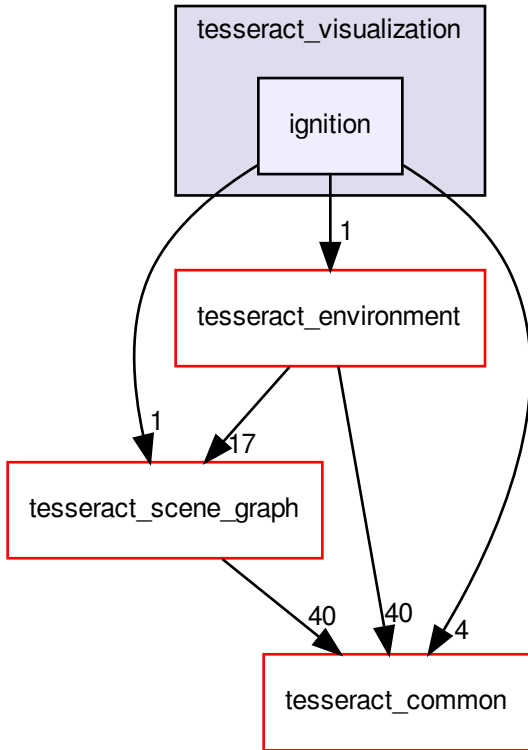 tesseract_visualization
ignition
1
tesseract_environment
1
17
tesseract_scene_graph
40
40
4
tesseract_common